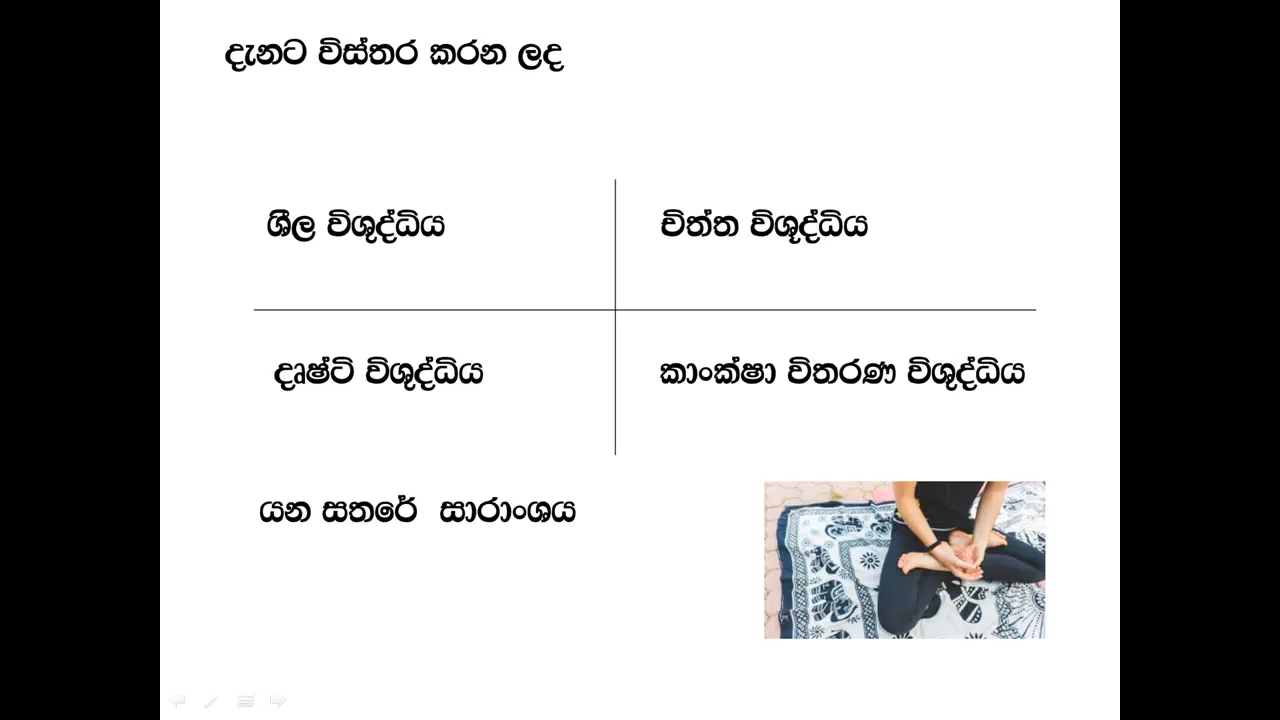 දැනට විස්තර කරන ලද
ශීල විශුද්ධිය
චිත්ත විශූද්ධිය
දෘෂ්ටි විශුද්ධිය
කාංක්ෂා විතරණ විශුද්ධිය
යන සතරේ සාරාංශය